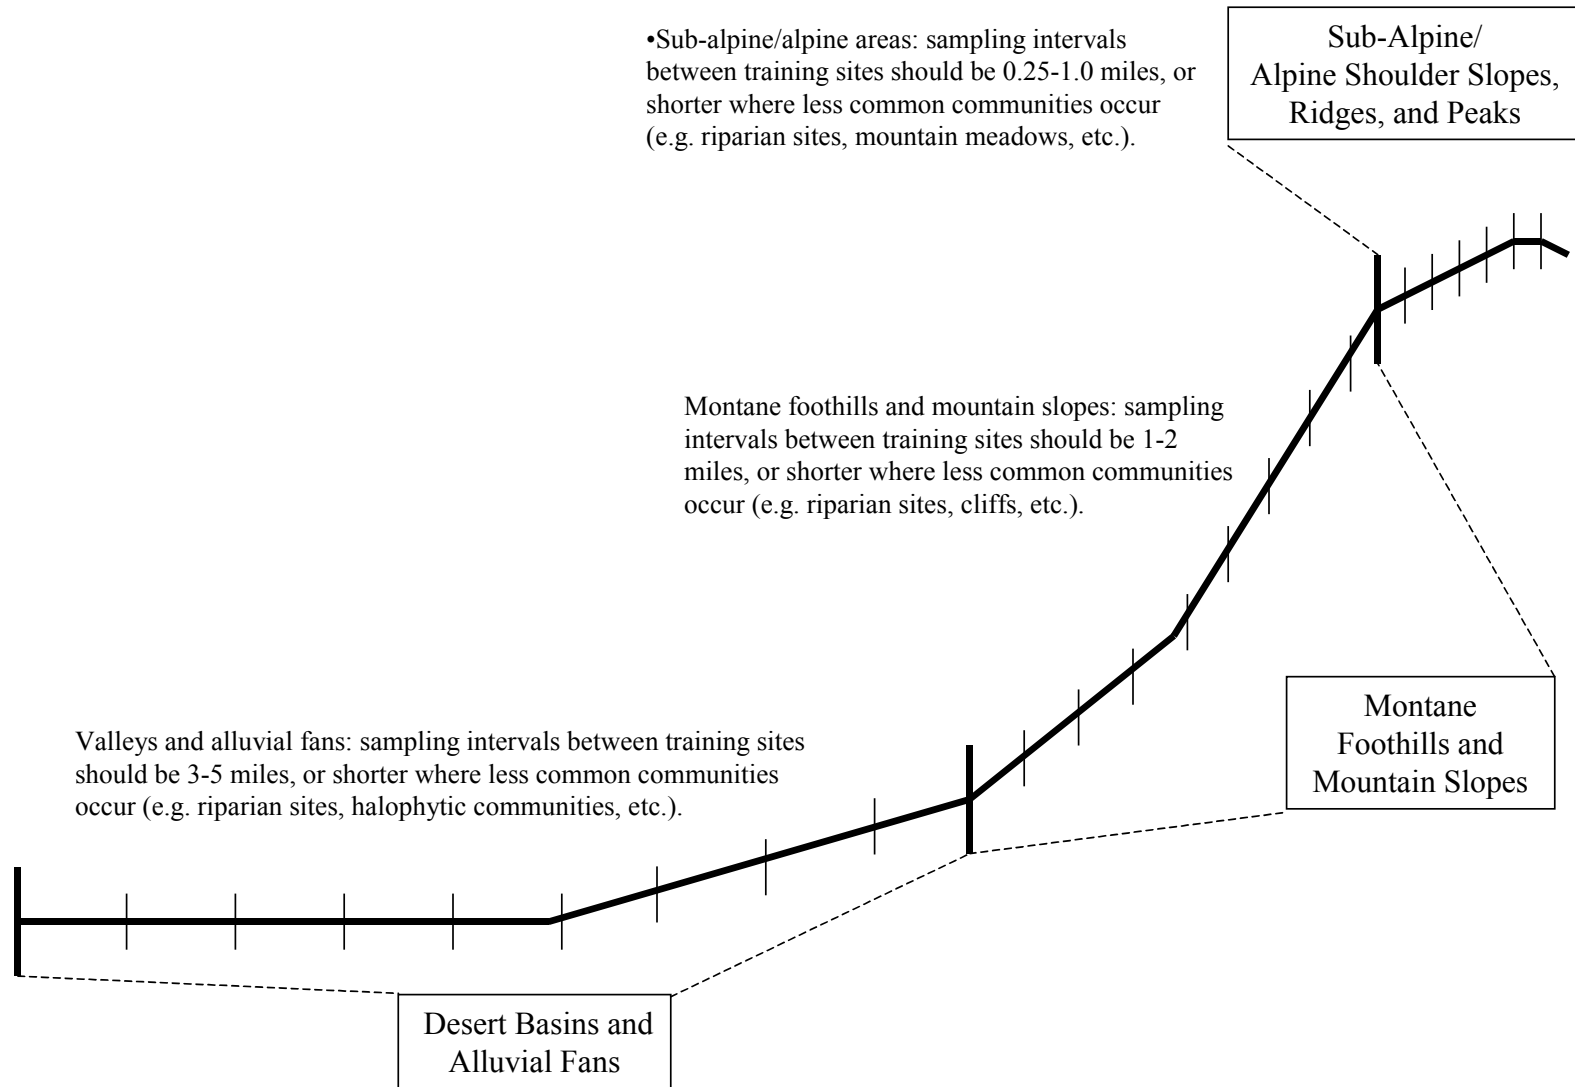 •Sub-alpine/alpine areas: sampling intervals
between training sites should be 0.25-1.0 miles, or
shorter where less common communities occur
(e.g. riparian sites, mountain meadows, etc.).
Sub-Alpine/
Alpine Shoulder Slopes,
Ridges, and Peaks
Montane foothills and mountain slopes: sampling
intervals between training sites should be 1-2
miles, or shorter where less common communities
occur (e.g. riparian sites, cliffs, etc.).
Montane
Foothills and
Mountain Slopes
Valleys and alluvial fans: sampling intervals between training sites
should be 3-5 miles, or shorter where less common communities
occur (e.g. riparian sites, halophytic communities, etc.).
Desert Basins and
Alluvial Fans